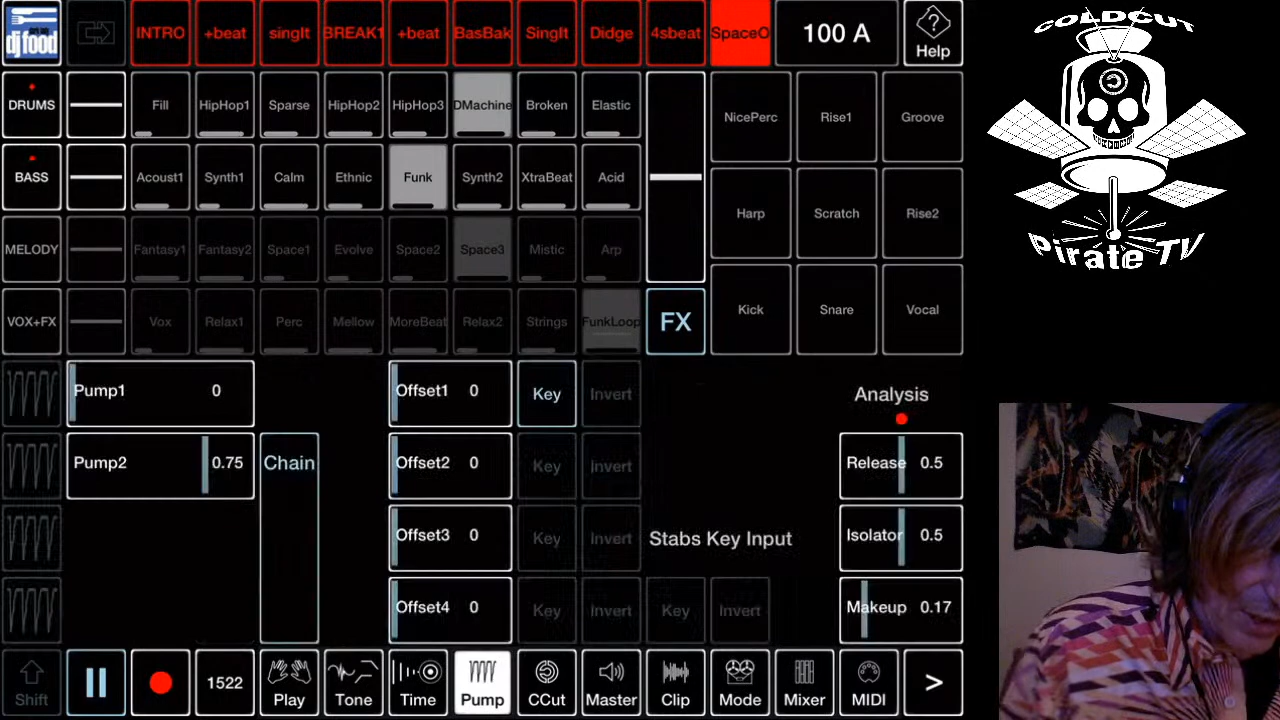 dj food
INTRO +beat singIt BREAK1 +beat BasBak SingIt Didge 4sbeat SpaceO 100 A ? Help
DRUMS Fill HipHop1 Sparse HipHop2 HipHop3 DMachine Broken Elastic
NicePerc Rise1 Groove
BASS Acoust1 Synth1 Calm Ethnic Funk Synth2 XtraBeat Acid
Harp Scratch Rise2
MELODY Fantasy1 Fantasy2 Space1 Evolve Space2 Space3 Mistic Arp
VOX+FX Vox Relax1 Perc Mellow MoreBeat Relax2 Strings FunkLoop FX
Kick Snare Vocal
Pump1 0 Offset1 0 Key Invert Analysis
Pump2 0.75 Chain Offset2 0 Key Invert Release 0.5
Offset3 0 Key Invert Stabs Key Input Isolator 0.5
Offset4 0 Key Invert Key Invert Makeup 0.17
Shift 1522 Play Tone Time Pump CCut Master Clip Mode Mixer MIDI >
COLDCUT
Pirate TV